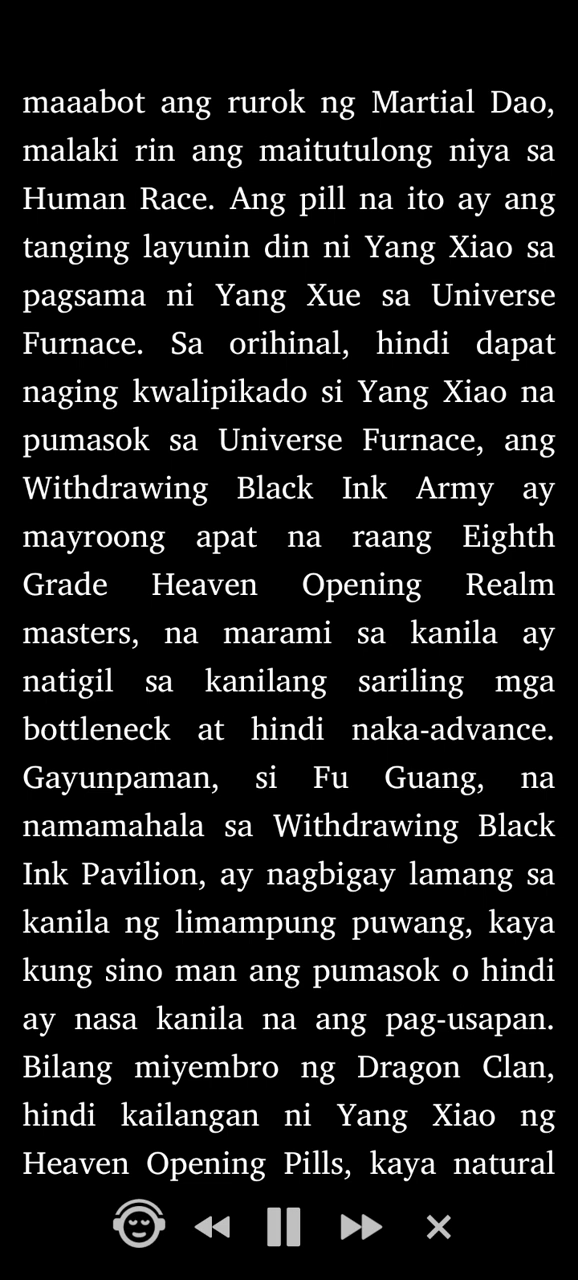 maaabot ang rurok ng Martial Dao,
malaki rin ang maitutulong niya sa
Human Race. Ang pill na ito ay ang
tanging layunin din ni Yang Xiao sa
pagsama ni Yang Xue sa Universe
Furnace. Sa orihinal, hindi dapat
naging kwalipikado si Yang Xiao na
pumasok sa Universe Furnace, ang
Withdrawing Black Ink Army ay
mayroong apat na raang Eighth
Grade Heaven Opening Realm
masters, na marami sa kanila ay
natigil sa kanilang sariling mga
bottleneck at hindi naka-advance.
Gayunpaman, si Fu Guang, na
namamahala sa Withdrawing Black
Ink Pavilion, ay nagbigay lamang sa
kanila ng limampung puwang, kaya
kung sino man ang pumasok o hindi
ay nasa kanila na ang pag-usapan.
Bilang miyembro ng Dragon Clan,
hindi kailangan ni Yang Xiao ng
Heaven Opening Pills, kaya natural